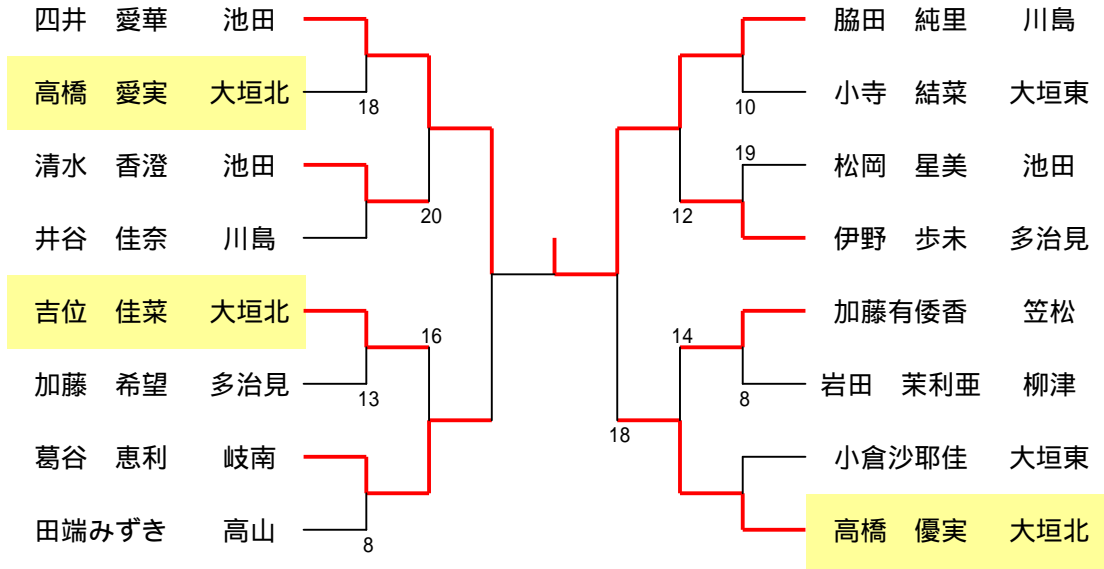 四井 愛華 池田
高橋 愛実 大垣北
18
清水 香澄 池田
20
井谷 佳奈 川島
吉位 佳菜 大垣北
16
加藤 希望 多治見
13
葛谷 恵利 岐南
田端みずき 高山
8
脇田 純里 川島
小寺 結菜 大垣東
10
19
松岡 星美 池田
12
伊野 歩未 多治見
加藤有倭香 笠松
14
岩田 茉利亜 柳津
8
18
小倉沙耶佳 大垣東
高橋 優実 大垣北